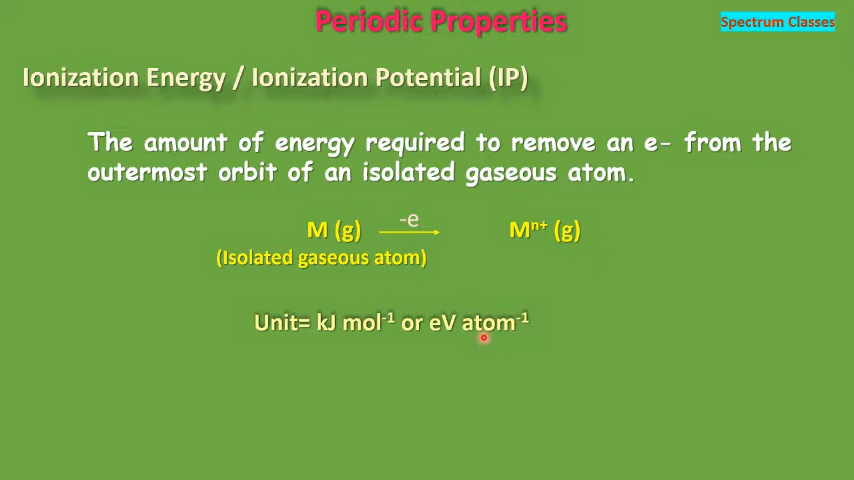 Periodic Properties
Spectrum Classes
Ionization Energy / Ionization Potential (IP)
The amount of energy required to remove an e- from the
outermost orbit of an isolated gaseous atom.
M (g) -e Mⁿ⁺ (g)
(Isolated gaseous atom)
Unit= kJ mol⁻¹ or eV atom⁻¹